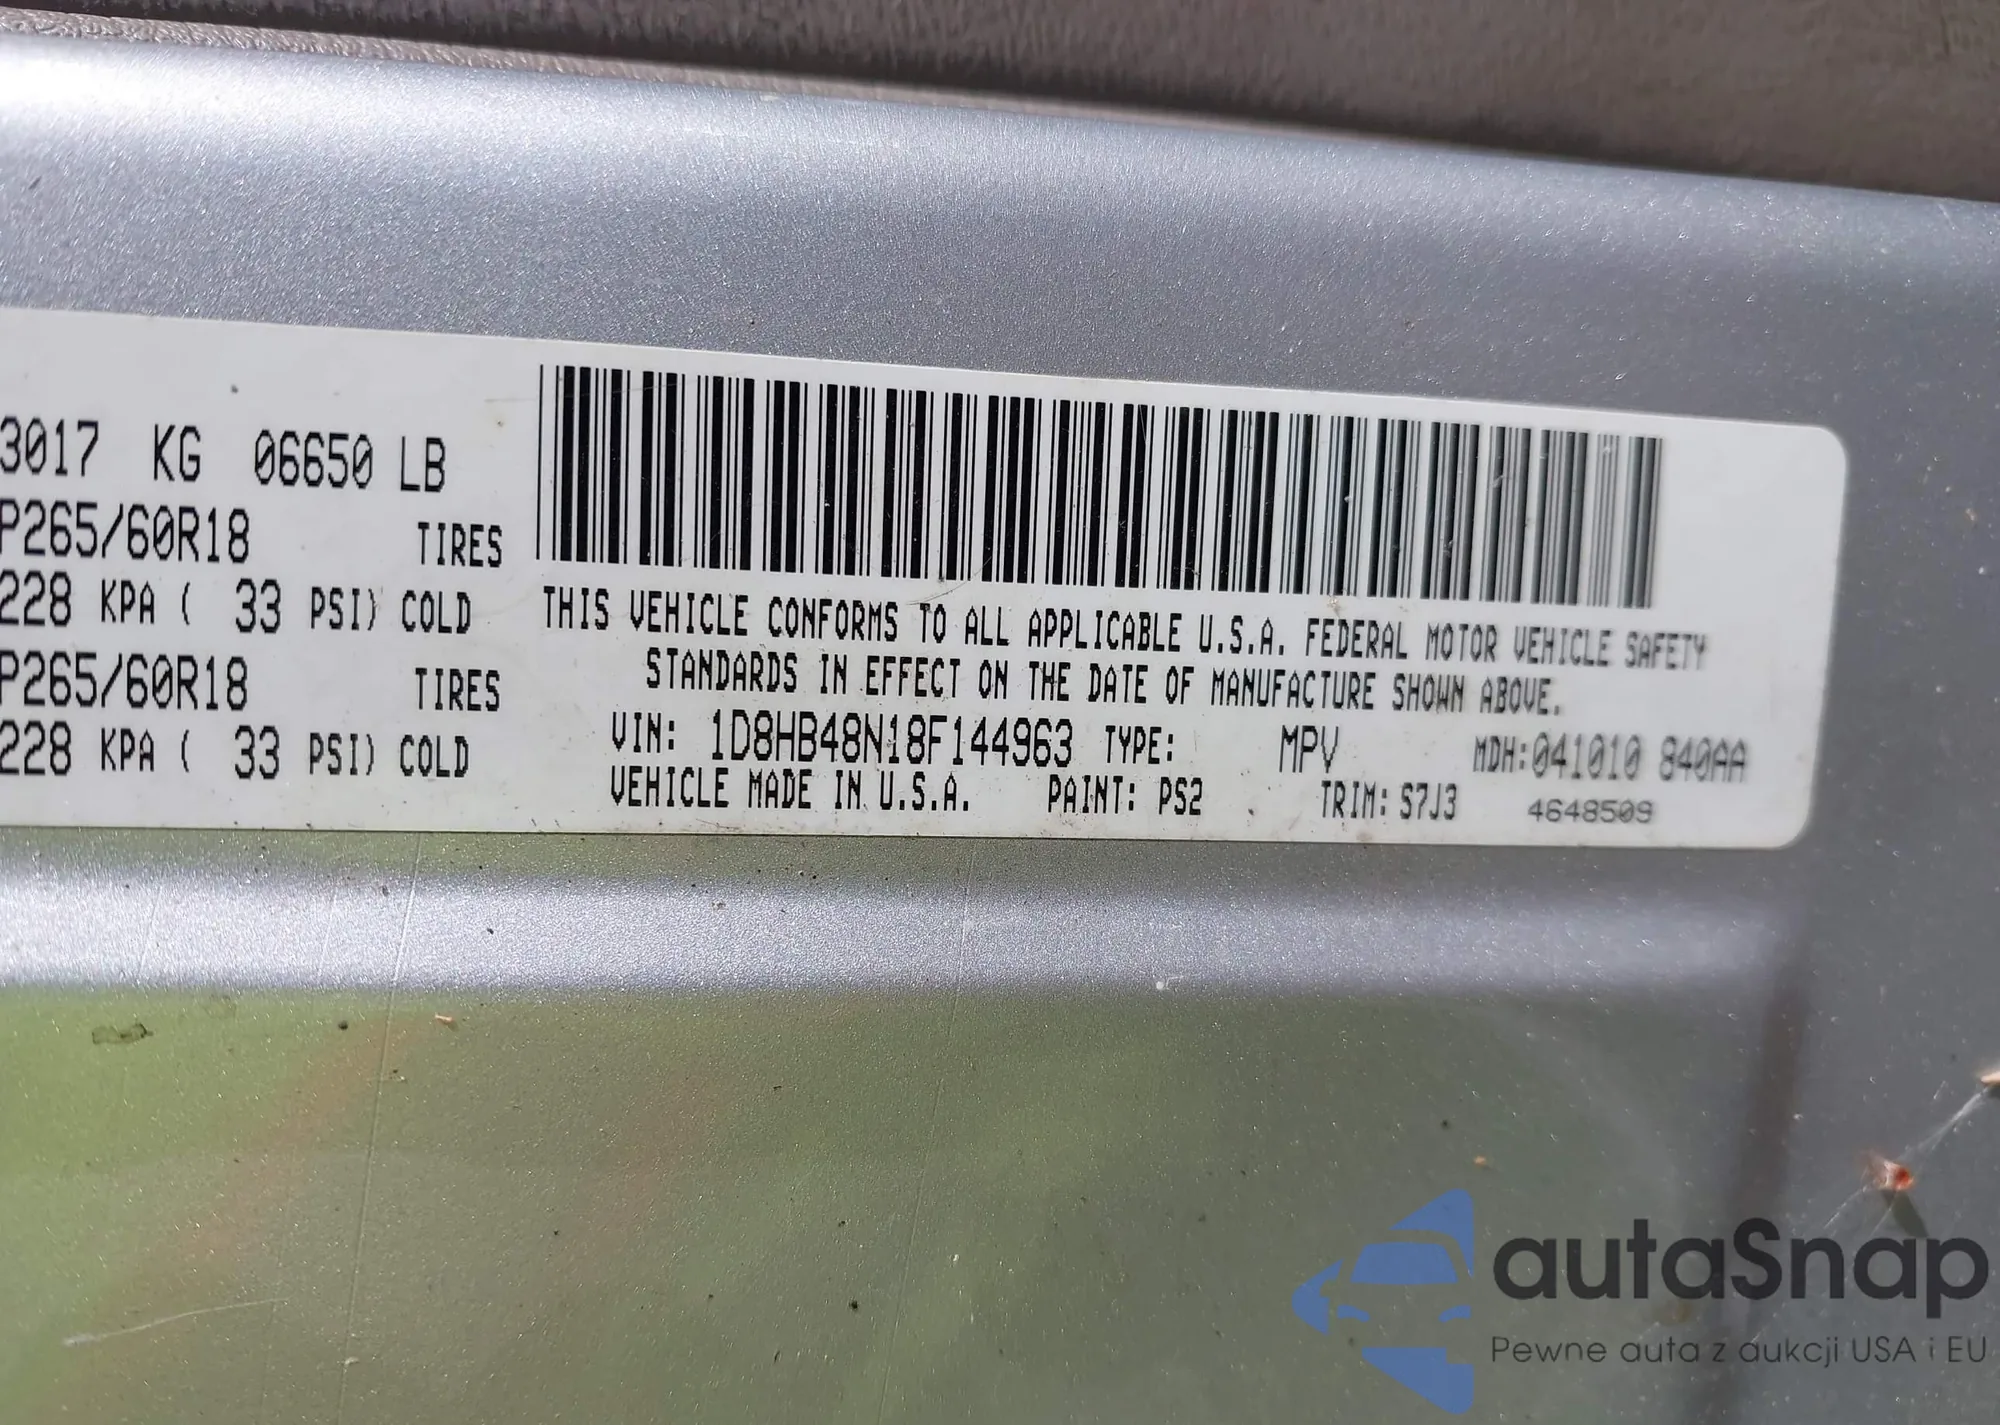 3017 KG 06650 LB
P265/60R18 TIRES
228 KPA ( 33 PSI) COLD
P265/60R18 TIRES
228 KPA ( 33 PSI) COLD
THIS VEHICLE CONFORMS TO ALL APPLICABLE U.S.A. FEDERAL MOTOR VEHICLE SAFETY
STANDARDS IN EFFECT ON THE DATE OF MANUFACTURE SHOWN ABOVE.
VIN: 1D8HB48N18F144963 TYPE: MPV MDH:041010 840AA
VEHICLE MADE IN U.S.A. PAINT: PS2 TRIM: S7J3 4648509
autaSnap
Pewne auta z aukcji USA i EU